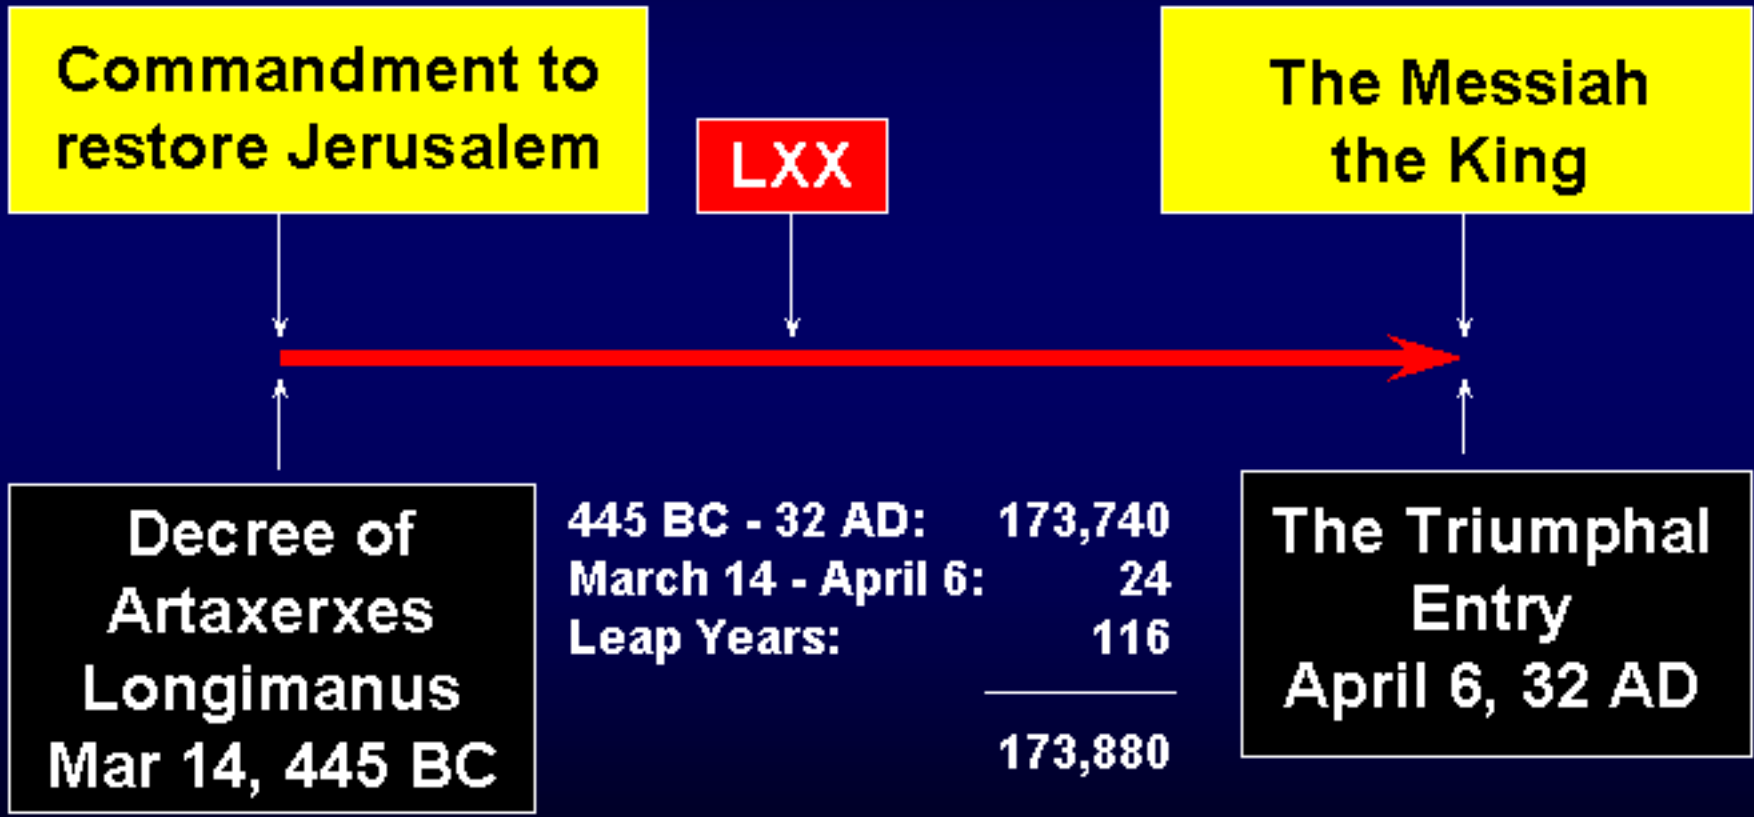 Commandment to
restore Jerusalem
LXX
The Messiah
the King
Decree of
Artaxerxes
Longimanus
Mar 14, 445 BC
445 BC - 32 AD: 173,740
March 14 - April 6: 24
Leap Years: 116
173,880
The Triumphal
Entry
April 6, 32 AD